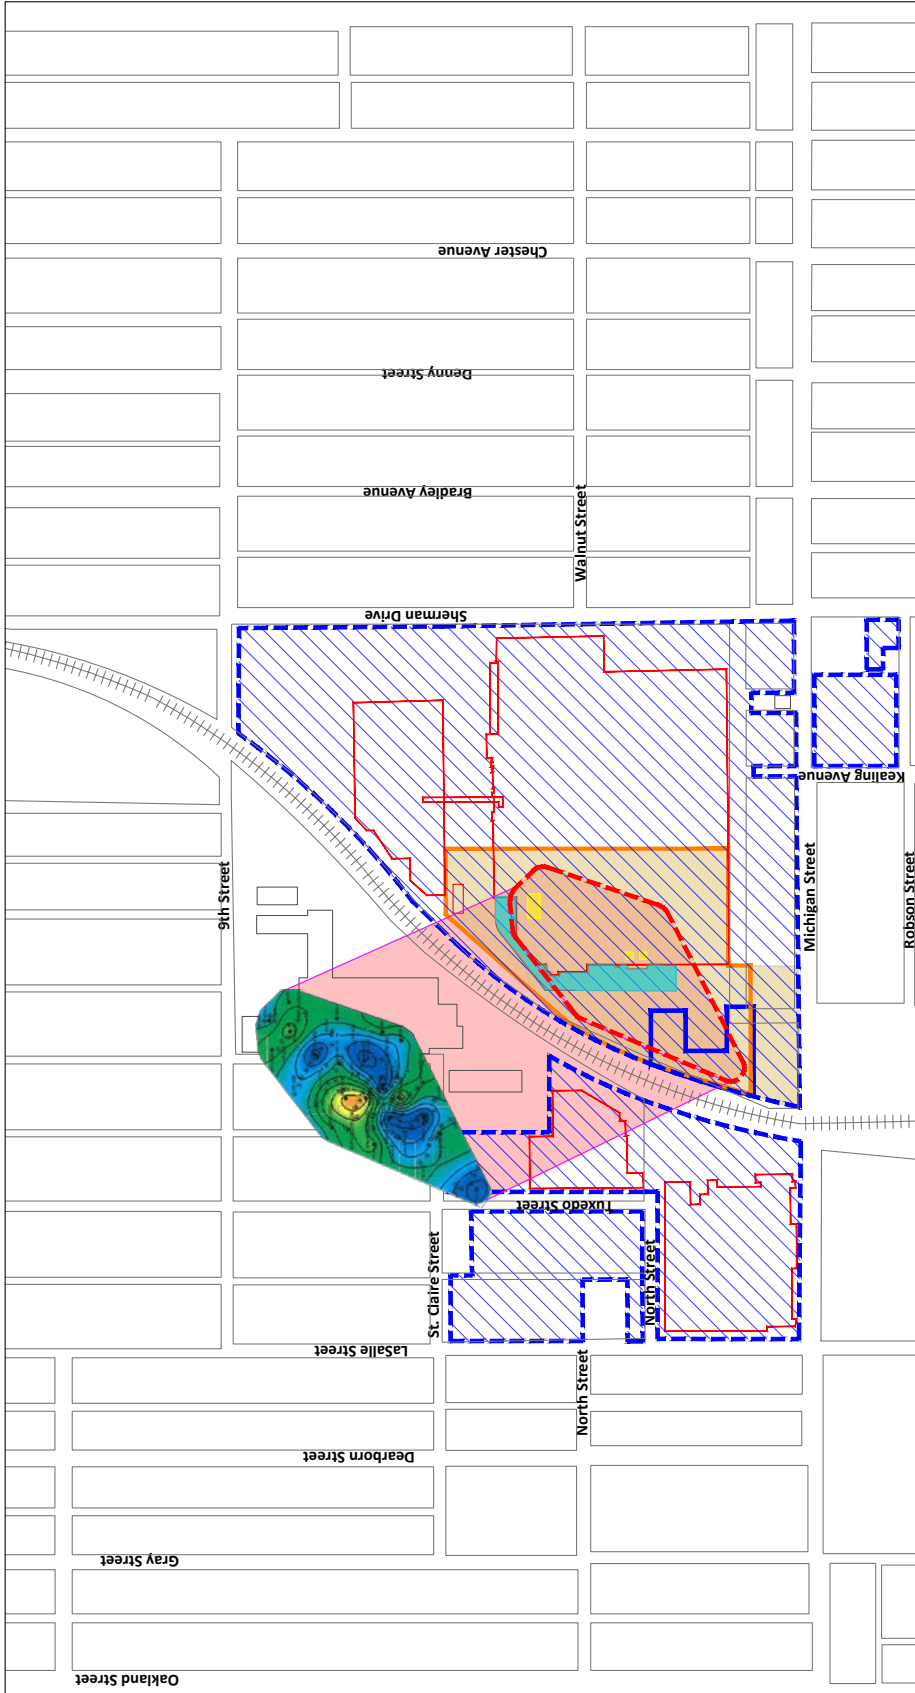 Chester Avenue
Denny Street
Bradley Avenue
Walnut Street
Sherman Drive
Kealing Avenue
9th Street
Michigan Street
Robson Street
Tuxedo Street
St. Claire Street
North Street
LaSalle Street
North Street
Dearborn Street
Gray Street
Oakland Street